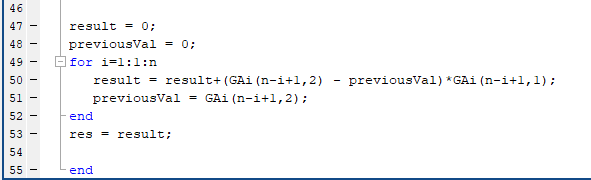 46
47 – result = 0;
48 – previousVal = 0;
49 – for i=1:1:n
50 – result = result+(GAi(n-i+1,2) - previousVal)*GAi(n-i+1,1);
51 – previousVal = GAi(n-i+1,2);
52 – end
53 – res = result;
54
55 – end